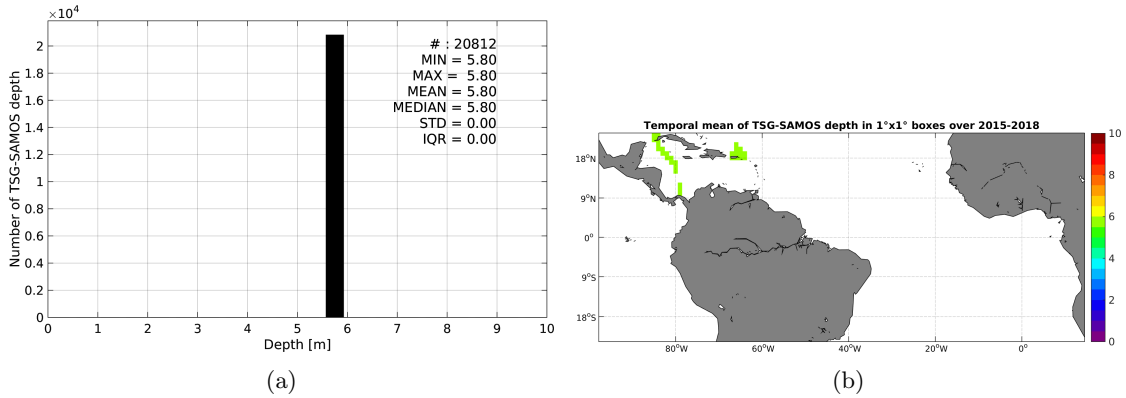 ×10⁴
2
1.8
1.6
1.4
1.2
1
0.8
0.6
0.4
0.2
0
Number of TSG-SAMOS depth
# : 20812
MIN = 5.80
MAX = 5.80
MEAN = 5.80
MEDIAN = 5.80
STD = 0.00
IQR = 0.00
0 1 2 3 4 5 6 7 8 9 10
Depth [m]
(a)
Temporal mean of TSG-SAMOS depth in 1°x1° boxes over 2015-2018
18°N
9°N
0°
9°S
18°S
80°W 60°W 40°W 20°W 0°
10
8
6
4
2
0
(b)